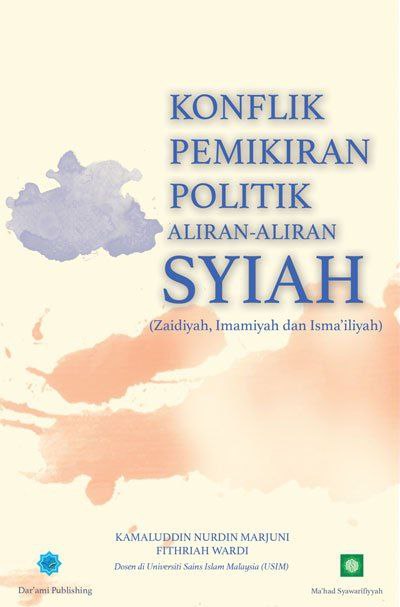 KONFLIK
PEMIKIRAN
POLITIK
ALIRAN-ALIRAN
SYIAH
(Zaidiyah, Imamiyah dan Isma'iliyah)
KAMALUDDIN NURDIN MARJUNI
FITHRIAH WARDI
Dosen di Universiti Sains Islam Malaysia (USIM)
Dar'ami Publishing
Ma'had Syawarifiyyah